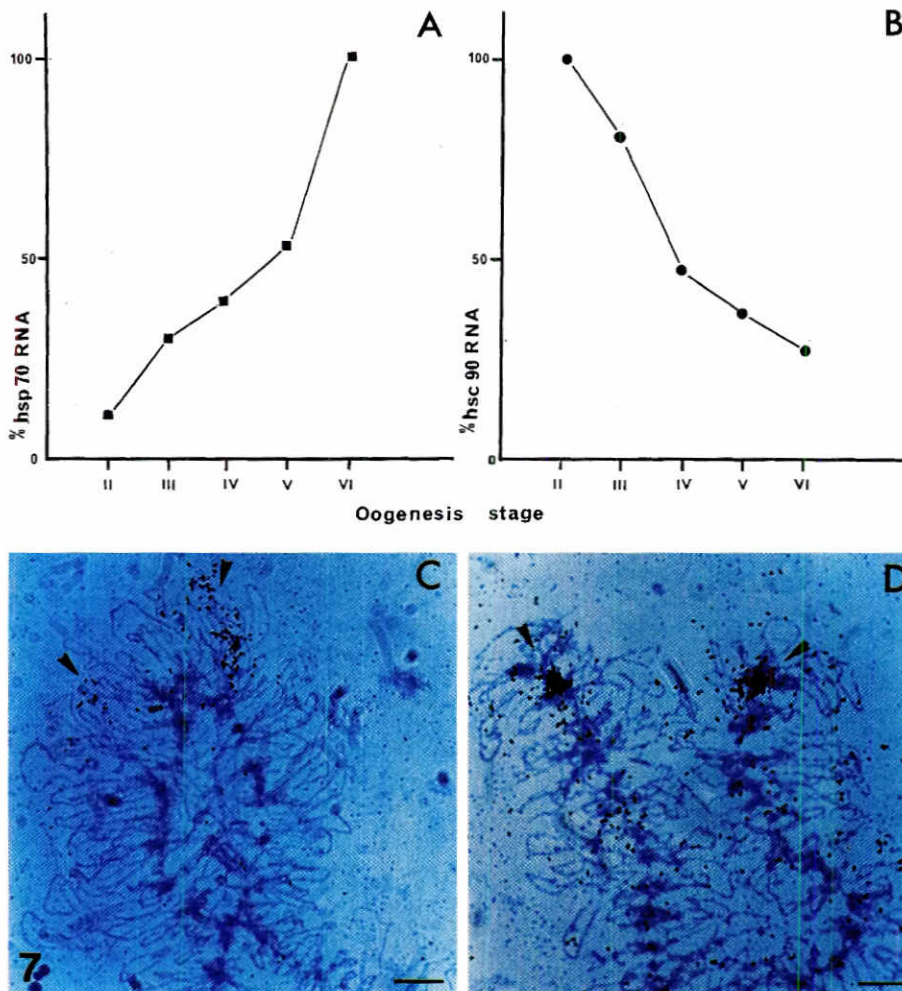 A
100
50
0
% hsp 70 RNA
II III IV V VI
B
100
50
0
% hsc 90 RNA
II III IV V VI
Oogenesis stage
C
D
7